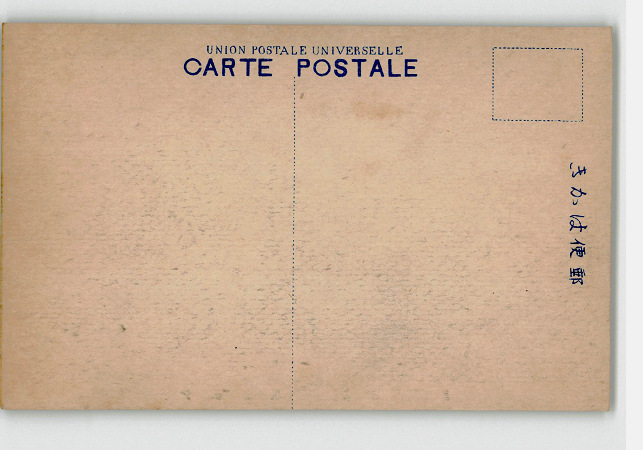 UNION POSTALE UNIVERSELLE
CARTE POSTALE
きかは便郵